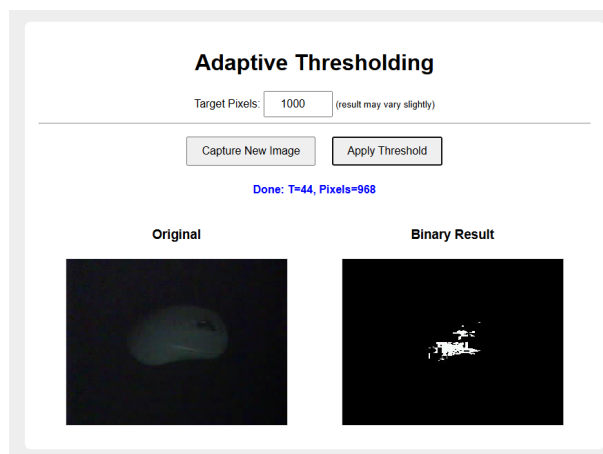 Adaptive Thresholding
Target Pixels: 1000 (result may vary slightly)
Capture New Image Apply Threshold
Done: T=44, Pixels=968
Original Binary Result